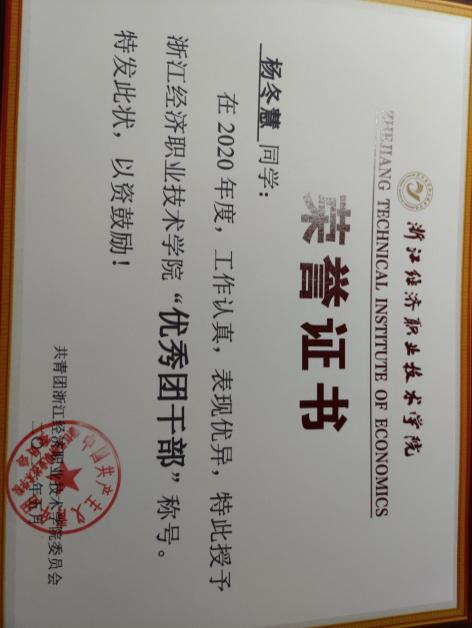 浙江经济职业技术学院
ZHEJIANG TECHNICAL INSTITUTE OF ECONOMICS
荣誉证书
杨冬慧 同学:
在 2020 年度，工作认真，表现优异，特此授予
浙江经济职业技术学院“优秀团干部”称号。
特发此状，以资鼓励！
共青团浙江经济职业技术学院委员会
年五月